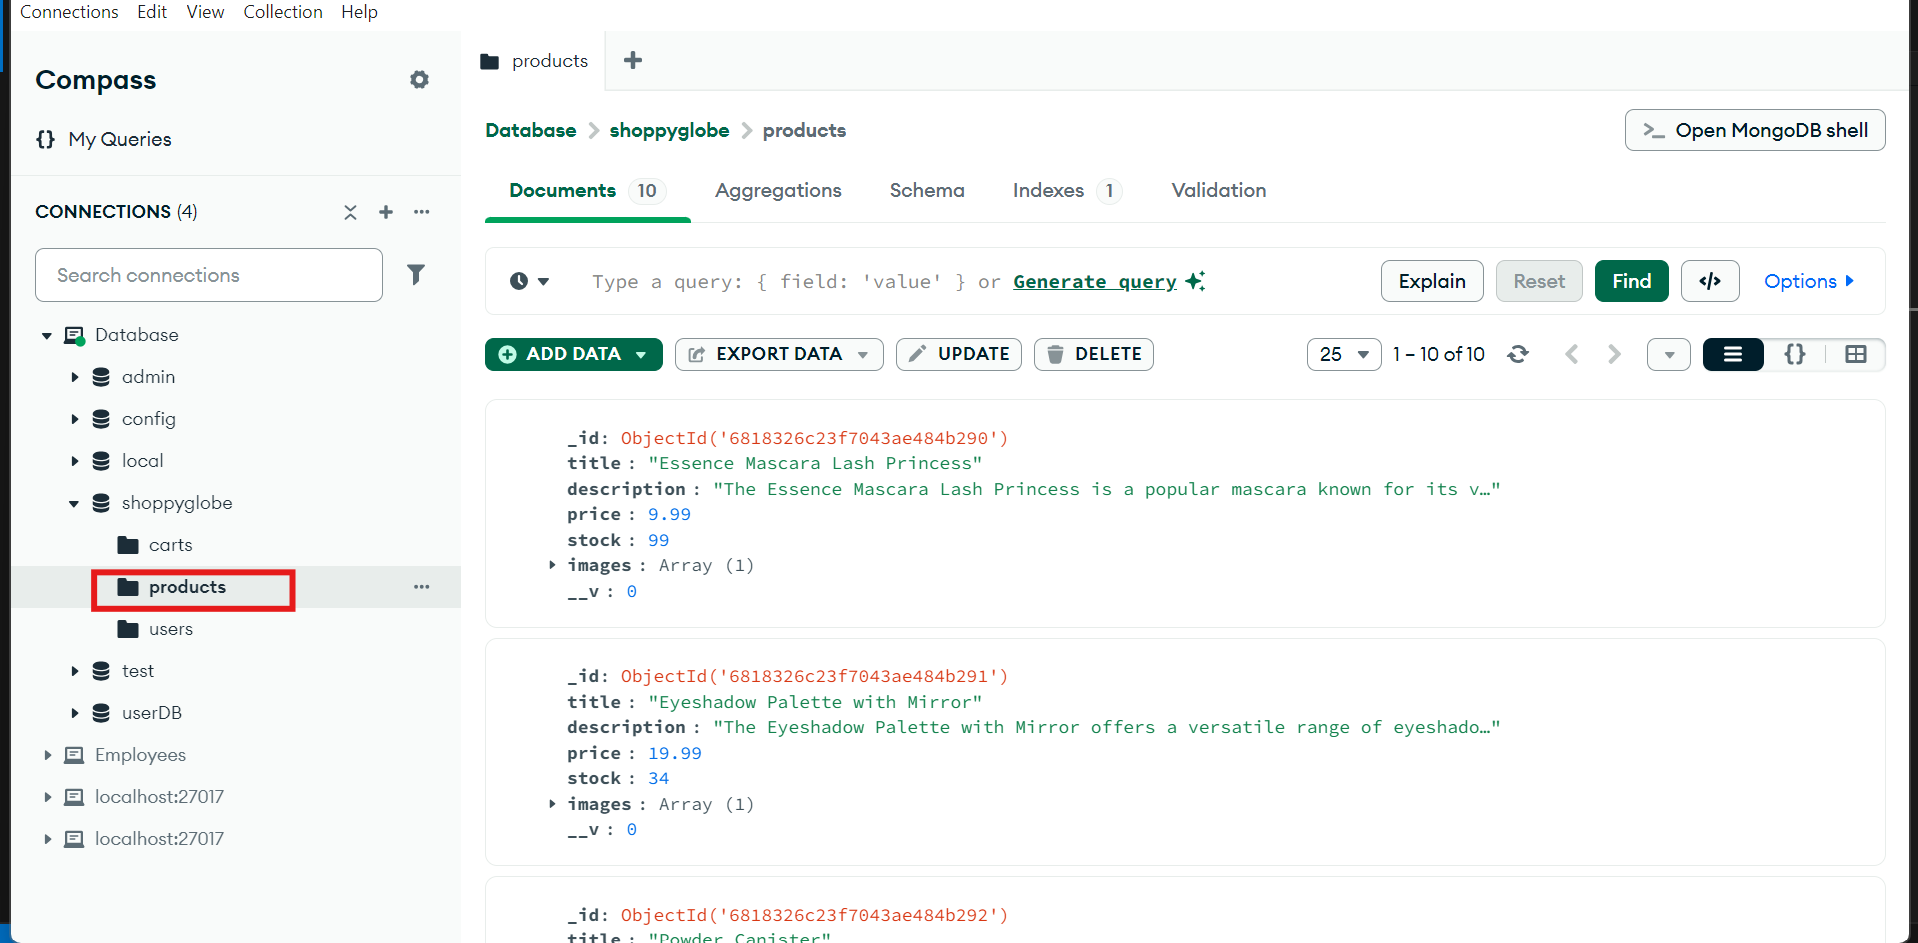 Connections Edit View Collection Help
Compass
{} My Queries
CONNECTIONS (4)
Search connections
Database
admin
config
local
shoppyglobe
carts
products
users
test
userDB
Employees
localhost:27017
localhost:27017
products
Database > shoppyglobe > products
>_ Open MongoDB shell
Documents 10 Aggregations Schema Indexes 1 Validation
Type a query: { field: 'value' } or Generate query
Explain Reset Find </> Options
ADD DATA EXPORT DATA UPDATE DELETE
25 1 – 10 of 10 {}
_id: ObjectId('6818326c23f7043ae484b290')
title : "Essence Mascara Lash Princess"
description : "The Essence Mascara Lash Princess is a popular mascara known for its v…"
price : 9.99
stock : 99
images : Array (1)
__v : 0
_id: ObjectId('6818326c23f7043ae484b291')
title : "Eyeshadow Palette with Mirror"
description : "The Eyeshadow Palette with Mirror offers a versatile range of eyeshado…"
price : 19.99
stock : 34
images : Array (1)
__v : 0
_id: ObjectId('6818326c23f7043ae484b292')
title : "Powder Canister"